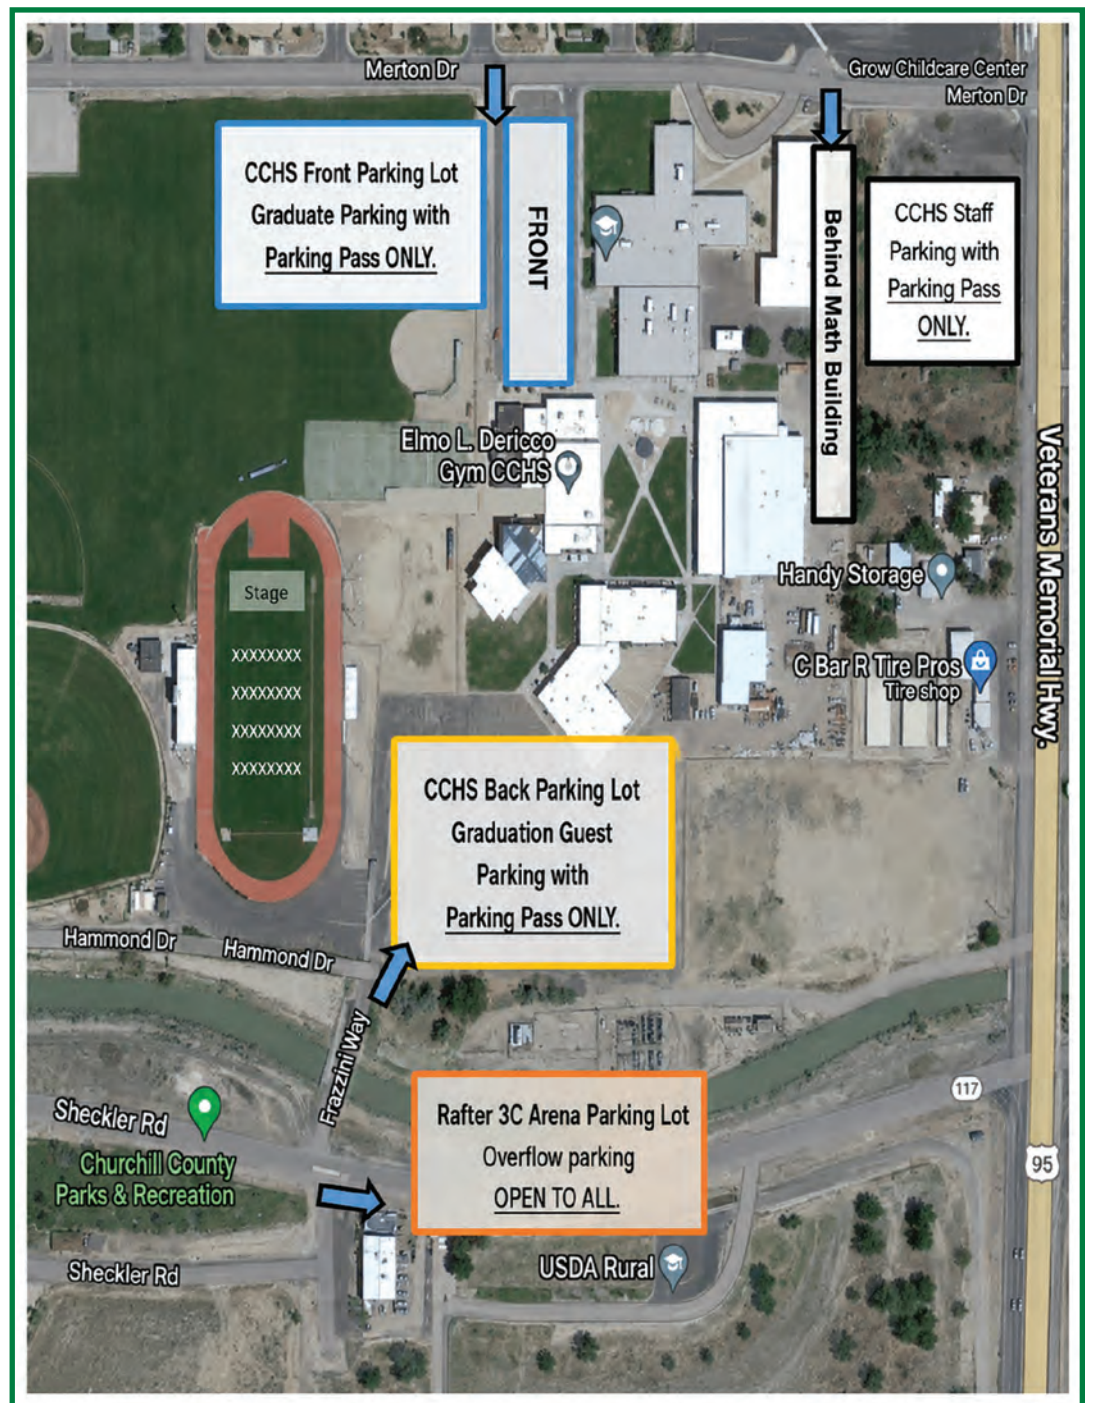 Merton Dr
Grow Childcare Center
Merton Dr
CCHS Front Parking Lot
Graduate Parking with
Parking Pass ONLY.
FRONT
Behind Math Building
CCHS Staff
Parking with
Parking Pass
ONLY.
Elmo L. Dericco
Gym CCHS
Veterans Memorial Hwy.
Stage
Handy Storage
XXXXXXXX
XXXXXXXX
XXXXXXXX
XXXXXXXX
C Bar R Tire Pros
Tire shop
CCHS Back Parking Lot
Graduation Guest
Parking with
Parking Pass ONLY.
Hammond Dr
Hammond Dr
Frazzini Way
Sheckler Rd
117
Rafter 3C Arena Parking Lot
Overflow parking
OPEN TO ALL.
Churchill County
Parks & Recreation
95
USDA Rural
Sheckler Rd